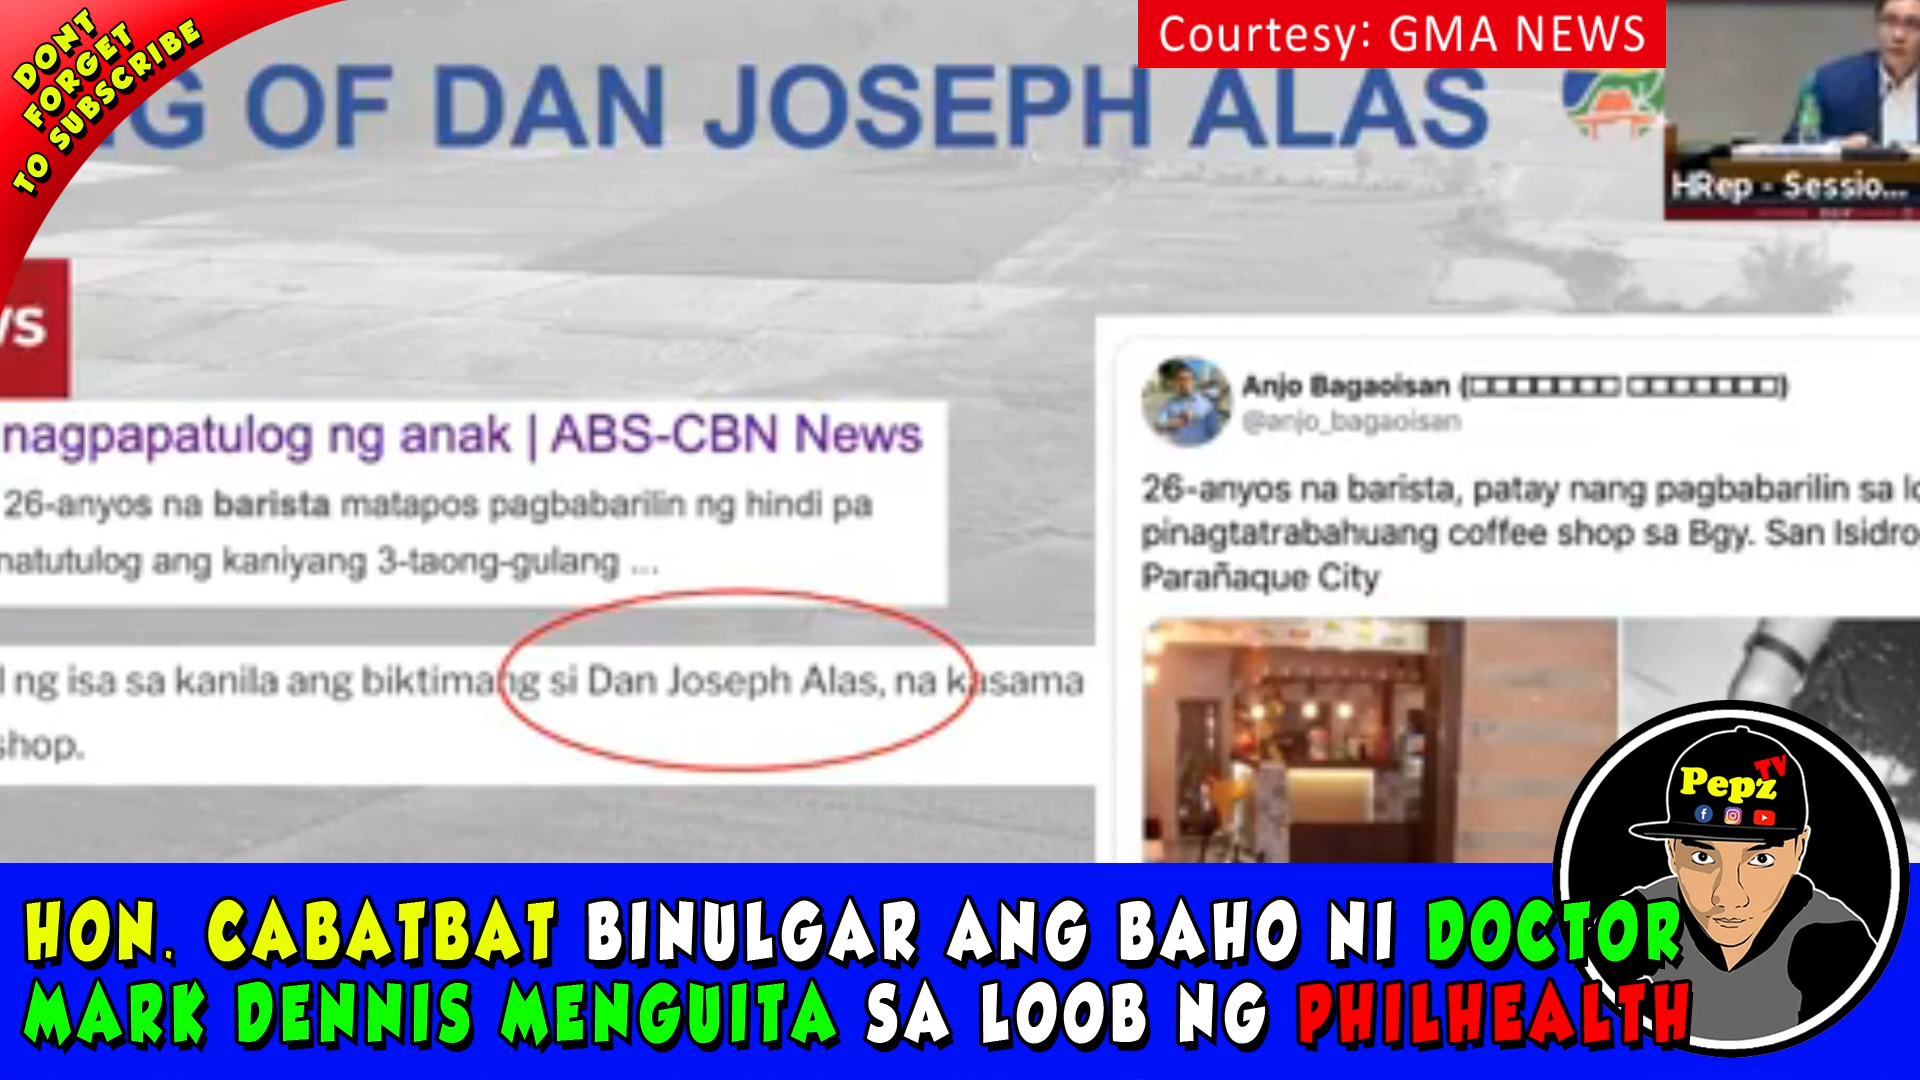 DONT
FORGET
TO SUBSCRIBE
Courtesy: GMA NEWS
G OF DAN JOSEPH ALAS
HRep - Sessio...
nagpapatulog ng anak | ABS-CBN News
26-anyos na barista matapos pagbabarilin ng hindi pa
natutulog ang kaniyang 3-taong-gulang ...
ng isa sa kanila ang biktimang si Dan Joseph Alas, na kasama
shop.
Anjo Bagaoisan (□□□□□□□ □□□□□□□)
@anjo_bagaoisan
26-anyos na barista, patay nang pagbabarilin sa lo
pinagtatrabahuang coffee shop sa Bgy. San Isidro
Parañaque City
Pepz TV
HON. CABATBAT BINULGAR ANG BAHO NI DOCTOR
MARK DENNIS MENGUITA SA LOOB NG PHILHEALTH